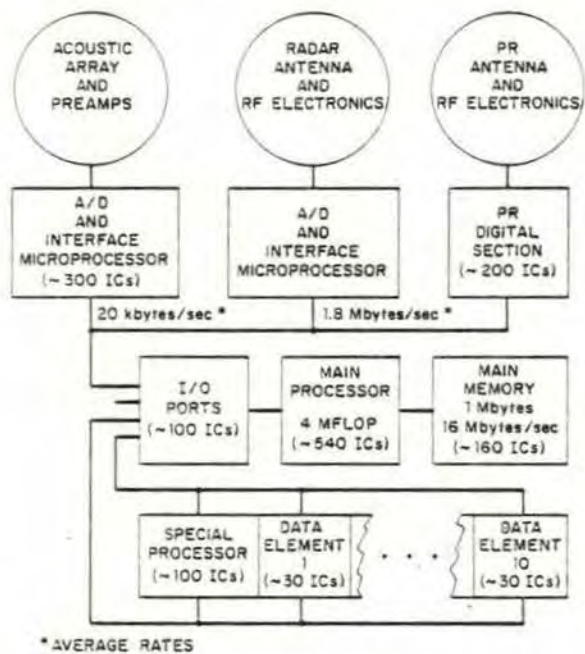 ACOUSTIC
ARRAY
AND
PREAMPS
RADAR
ANTENNA
AND
RF ELECTRONICS
PR
ANTENNA
AND
RF ELECTRONICS
A/D
AND
INTERFACE
MICROPROCESSOR
(~300 ICs)
A/D
AND
INTERFACE
MICROPROCESSOR
PR
DIGITAL
SECTION
(~200 ICs)
20 kbytes/sec *
1.8 Mbytes/sec *
I/O
PORTS
(~100 ICs)
MAIN
PROCESSOR
4 MFLOP
(~540 ICs)
MAIN
MEMORY
1 Mbytes
16 Mbytes/sec
(~160 ICs)
SPECIAL
PROCESSOR
(~100 ICs)
DATA
ELEMENT
1
(~30 ICs)
. . .
DATA
ELEMENT
10
(~30 ICs)
* AVERAGE RATES